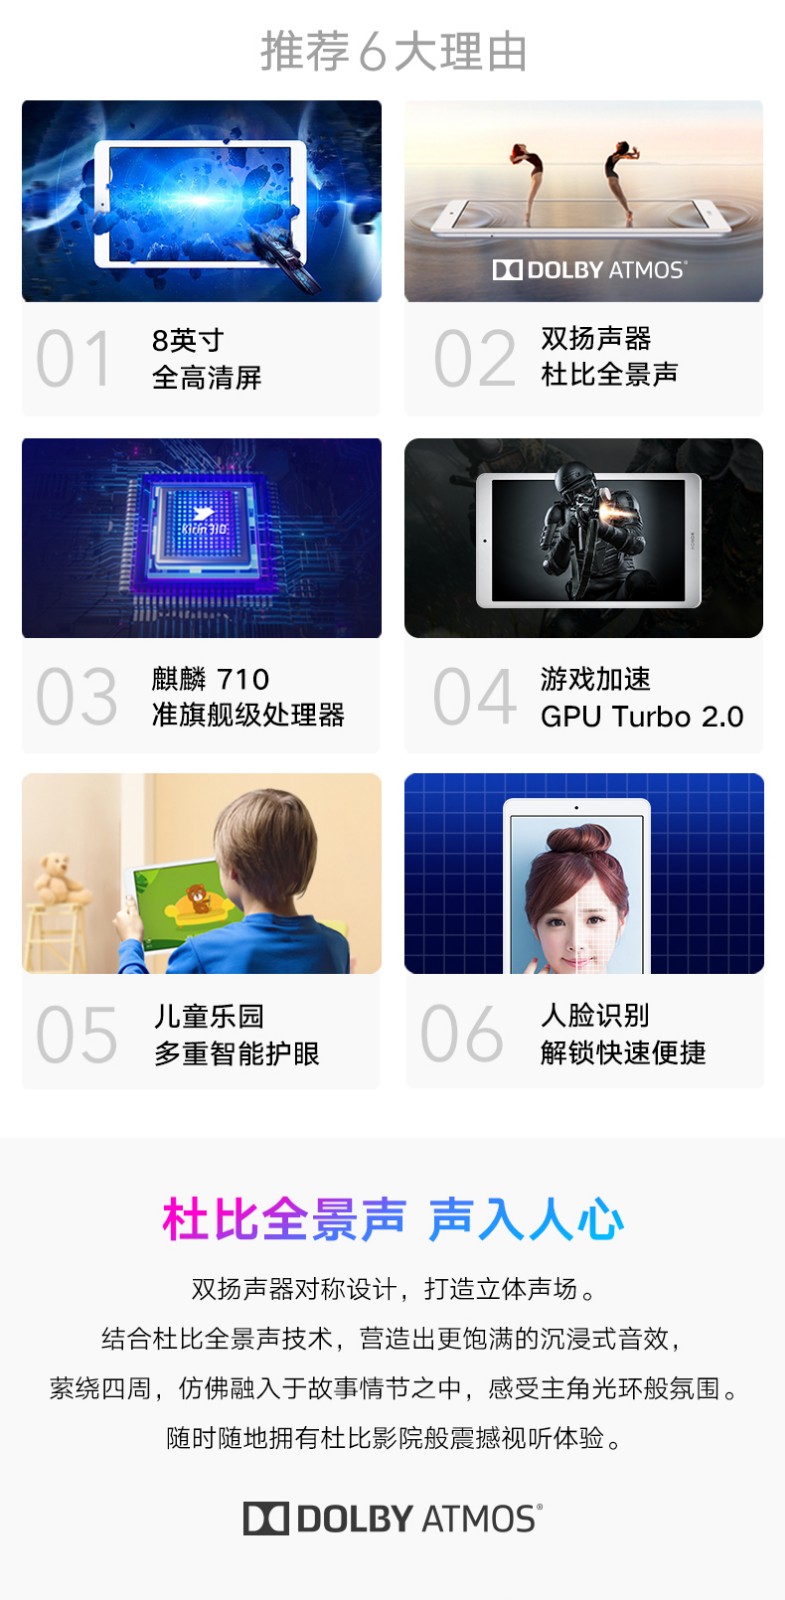 推荐6大理由
DOLBY ATMOS®
01
8英寸
全高清屏
02
双扬声器
杜比全景声
Kirin 710
HONOR
03
麒麟 710
准旗舰级处理器
04
游戏加速
GPU Turbo 2.0
05
儿童乐园
多重智能护眼
06
人脸识别
解锁快速便捷
杜比全景声 声入人心
双扬声器对称设计，打造立体声场。
结合杜比全景声技术，营造出更饱满的沉浸式音效，
萦绕四周，仿佛融入于故事情节之中，感受主角光环般氛围。
随时随地拥有杜比影院般震撼视听体验。
DOLBY ATMOS®